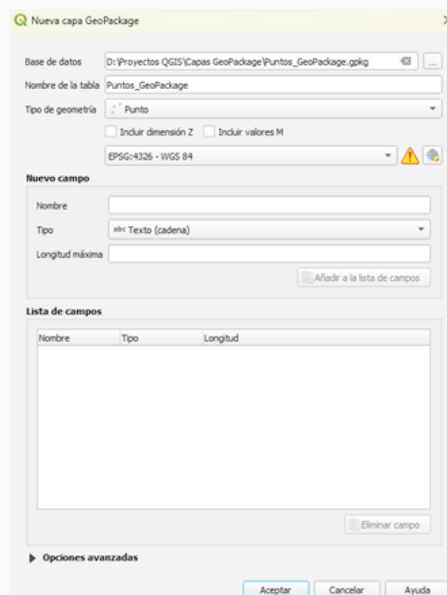 Nueva capa GeoPackage
Base de datos D:\Proyectos QGIS\Capas GeoPackage\Puntos_GeoPackage.gpkg ...
Nombre de la tabla Puntos_GeoPackage
Tipo de geometría Punto
Incluir dimensión Z Incluir valores M
EPSG:4326 - WGS 84
Nuevo campo
Nombre
Tipo abc Texto (cadena)
Longitud máxima
Añadir a la lista de campos
Lista de campos
Nombre Tipo Longitud
Eliminar campo
Opciones avanzadas
Aceptar Cancelar Ayuda